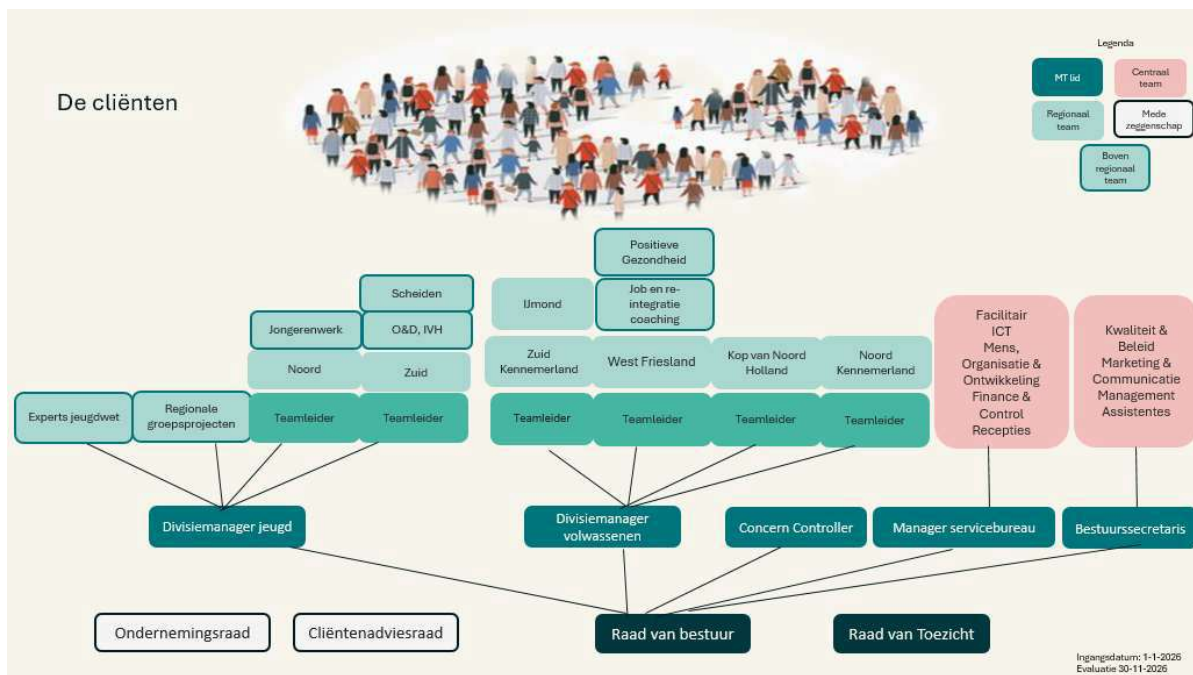 De cliënten
Legenda
MT lid
Centraal
team
Regionaal
team
Mede
zeggenschap
Boven
regionaal
team
Positieve
Gezondheid
Scheiden
IJmond
Job en re-
integratie
coaching
Jongerenwerk
O&D, IVH
Noord
Zuid
Zuid
Kennemerland
West Friesland
Kop van Noord
Holland
Noord
Kennemerland
Experts jeugdwet
Regionale
groepsprojecten
Teamleider
Teamleider
Teamleider
Teamleider
Teamleider
Teamleider
Facilitair
ICT
Mens,
Organisatie &
Ontwikkeling
Finance &
Control
Recepties
Kwaliteit &
Beleid
Marketing &
Communicatie
Management
Assistentes
Divisiemanager jeugd
Divisiemanager
volwassenen
Concern Controller
Manager servicebureau
Bestuurssecretaris
Ondernemingsraad
Cliëntenadviesraad
Raad van bestuur
Raad van Toezicht
Ingangsdatum: 1-1-2026
Evaluatie 30-11-2026